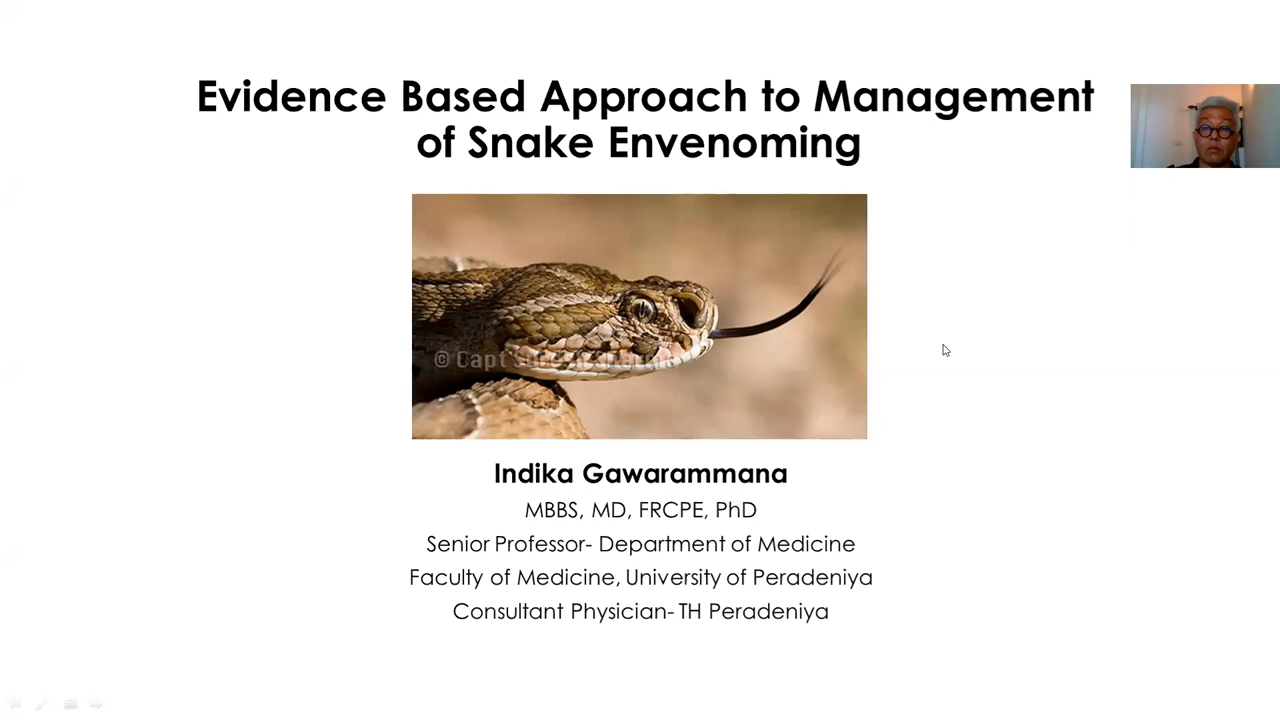 Evidence Based Approach to Management
of Snake Envenoming
© Capt
Indika Gawarammana
MBBS, MD, FRCPE, PhD
Senior Professor- Department of Medicine
Faculty of Medicine, University of Peradeniya
Consultant Physician- TH Peradeniya